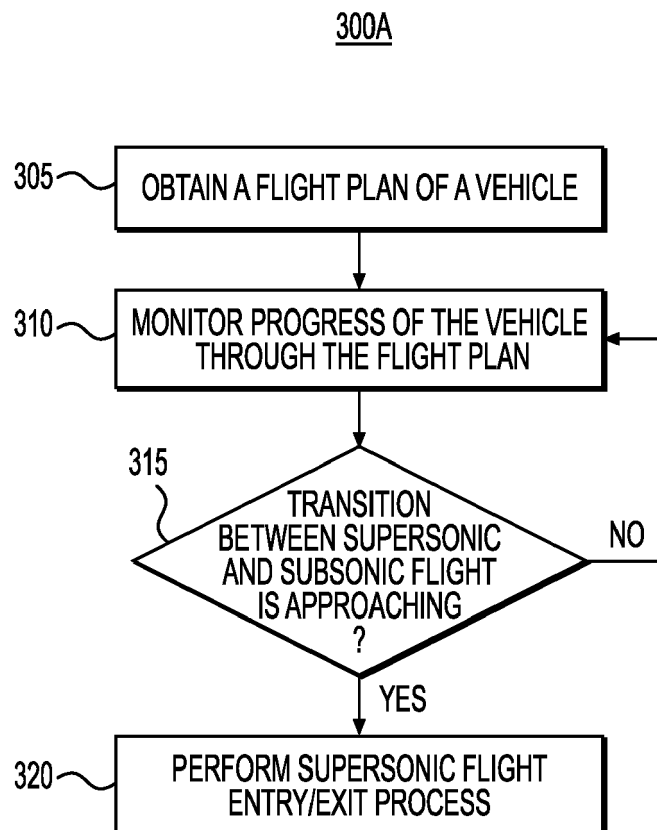 300A
305
OBTAIN A FLIGHT PLAN OF A VEHICLE
310
MONITOR PROGRESS OF THE VEHICLE
THROUGH THE FLIGHT PLAN
315
TRANSITION
BETWEEN SUPERSONIC
AND SUBSONIC FLIGHT
IS APPROACHING
?
NO
YES
320
PERFORM SUPERSONIC FLIGHT
ENTRY/EXIT PROCESS